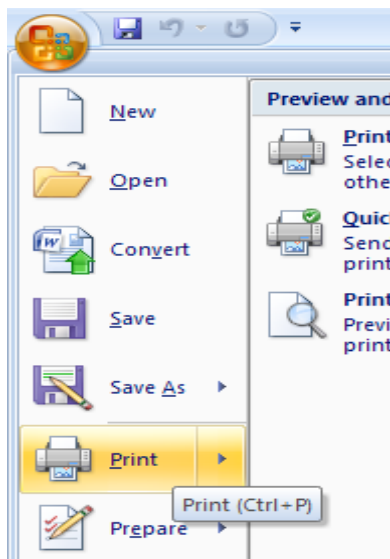 New
Open
Convert
Save
Save As
Print
Print (Ctrl+P)
Prepare
Preview and
Print
Selec
othe
Quic
Send
print
Print
Previ
print